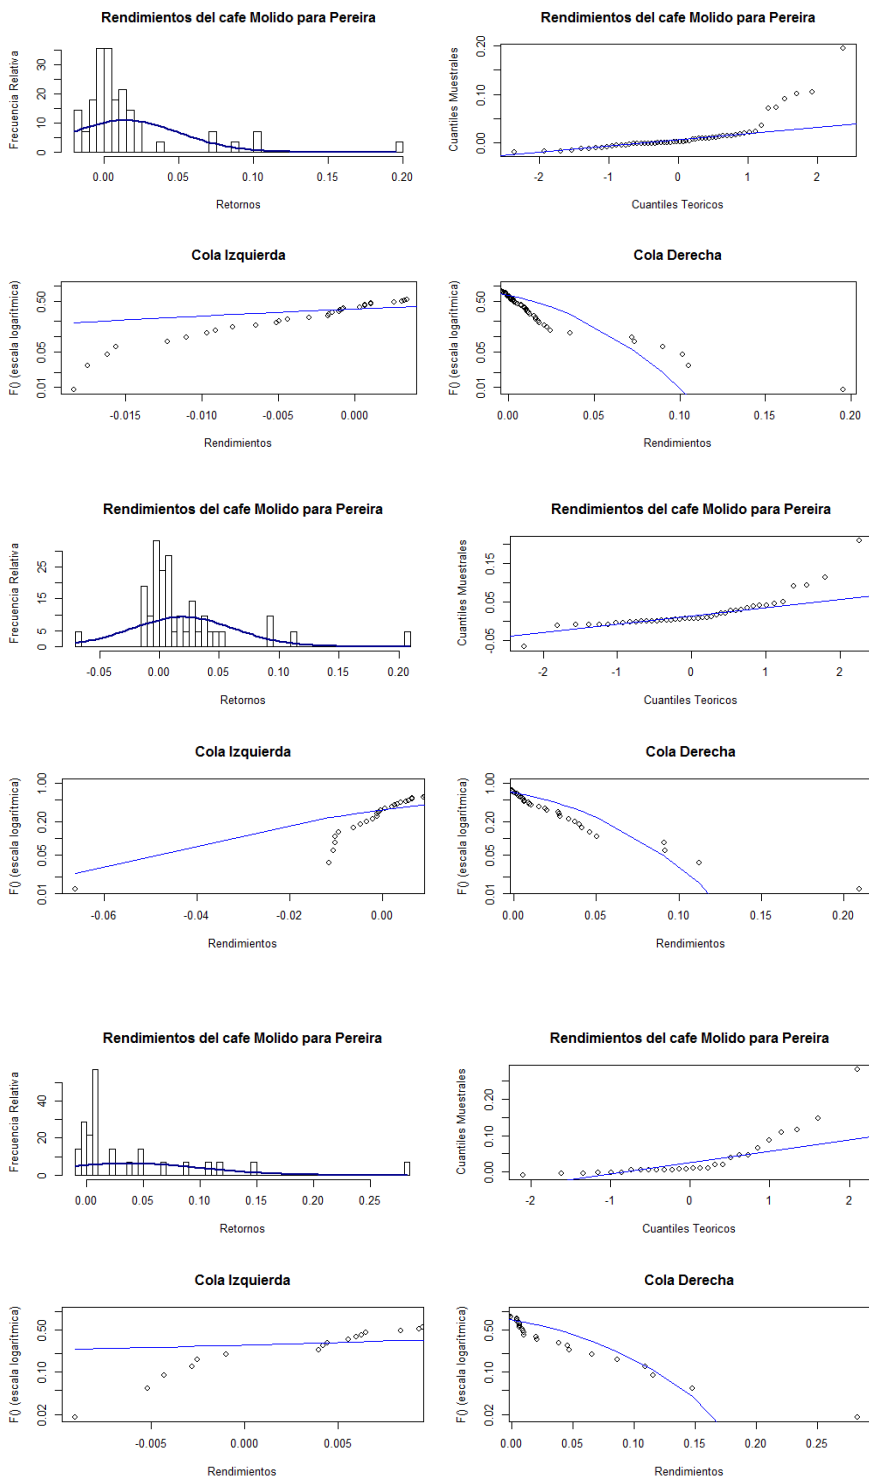 Rendimientos del cafe Molido para Pereira
Frecuencia Relativa
0 10 20 30
0.00 0.05 0.10 0.15 0.20
Retornos
Rendimientos del cafe Molido para Pereira
Cuantiles Muestrales
0.00 0.10 0.20
-2 -1 0 1 2
Cuantiles Teoricos
Cola Izquierda
F() (escala logarítmica)
0.01 0.05 0.50
-0.015 -0.010 -0.005 0.000
Rendimientos
Cola Derecha
F() (escala logarítmica)
0.01 0.05 0.50
0.00 0.05 0.10 0.15 0.20
Rendimientos
Rendimientos del cafe Molido para Pereira
Frecuencia Relativa
0 5 15 25
-0.05 0.00 0.05 0.10 0.15 0.20
Retornos
Rendimientos del cafe Molido para Pereira
Cuantiles Muestrales
-0.05 0.05 0.15
-2 -1 0 1 2
Cuantiles Teoricos
Cola Izquierda
F() (escala logarítmica)
0.01 0.05 0.20 1.00
-0.06 -0.04 -0.02 0.00
Rendimientos
Cola Derecha
F() (escala logarítmica)
0.01 0.05 0.20 1.00
0.00 0.05 0.10 0.15 0.20
Rendimientos
Rendimientos del cafe Molido para Pereira
Frecuencia Relativa
0 20 40
0.00 0.05 0.10 0.15 0.20 0.25
Retornos
Rendimientos del cafe Molido para Pereira
Cuantiles Muestrales
0.00 0.10 0.20
-2 -1 0 1 2
Cuantiles Teoricos
Cola Izquierda
F() (escala logarítmica)
0.02 0.10 0.50
-0.005 0.000 0.005
Rendimientos
Cola Derecha
F() (escala logarítmica)
0.02 0.10 0.50
0.00 0.05 0.10 0.15 0.20 0.25
Rendimientos